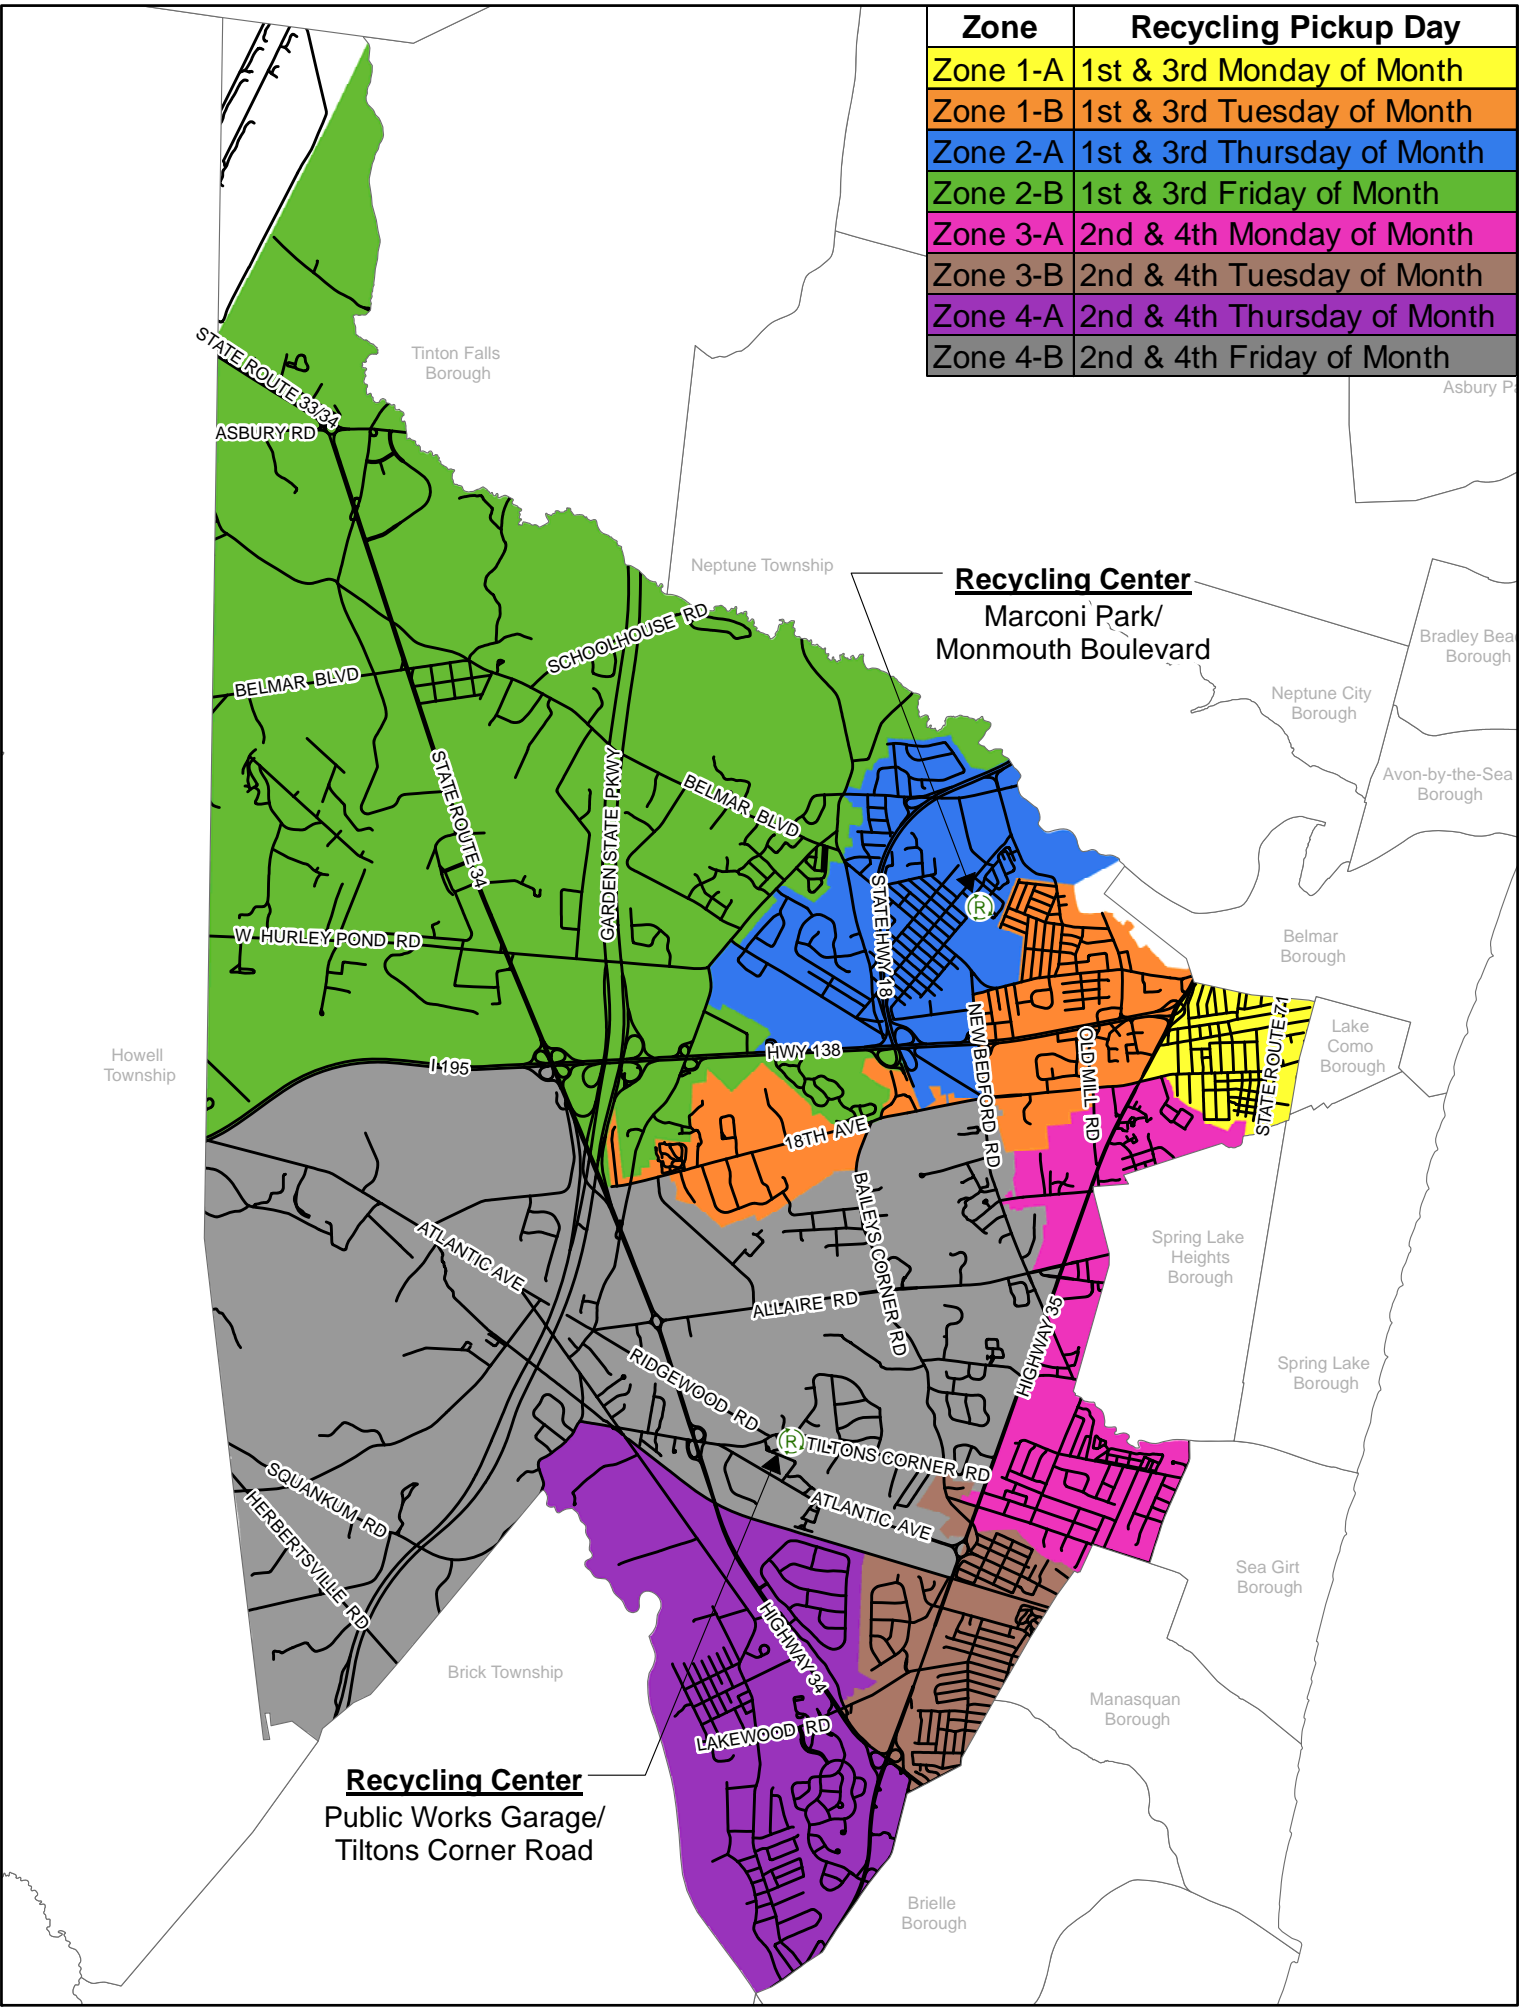 Zone Recycling Pickup Day
Zone 1-A 1st & 3rd Monday of Month
Zone 1-B 1st & 3rd Tuesday of Month
Zone 2-A 1st & 3rd Thursday of Month
Zone 2-B 1st & 3rd Friday of Month
Zone 3-A 2nd & 4th Monday of Month
Zone 3-B 2nd & 4th Tuesday of Month
Zone 4-A 2nd & 4th Thursday of Month
Zone 4-B 2nd & 4th Friday of Month
Asbury
Tinton Falls
Borough
STATE ROUTE 33/34
ASBURY RD
Neptune Township
Recycling Center
Marconi Park/
Monmouth Boulevard
Bradley
Borough
SCHOOLHOUSE RD
BELMAR BLVD
Neptune City
Borough
STATE ROUTE 34
GARDEN STATE PKWY
BELMAR BLVD
Avon-by-the-Sea
Borough
STATE HWY 18
R
W HURLEY POND RD
Belmar
Borough
NEW BEDFORD RD
OLD MILL RD
STATE ROUTE 71
Lake
Como
Borough
Howell
Township
I 195
HWY 138
18TH AVE
BAILEYS CORNER RD
ATLANTIC AVE
Spring Lake
Heights
Borough
ALLAIRE RD
HIGHWAY 35
RIDGEWOOD RD
Spring Lake
Borough
R
TILTONS CORNER RD
SQUANKUM RD
HERBERTSVILLE RD
ATLANTIC AVE
Sea Girt
Borough
HIGHWAY 34
Brick Township
Manasquan
Borough
LAKEWOOD RD
Recycling Center
Public Works Garage/
Tiltons Corner Road
Brielle
Borough